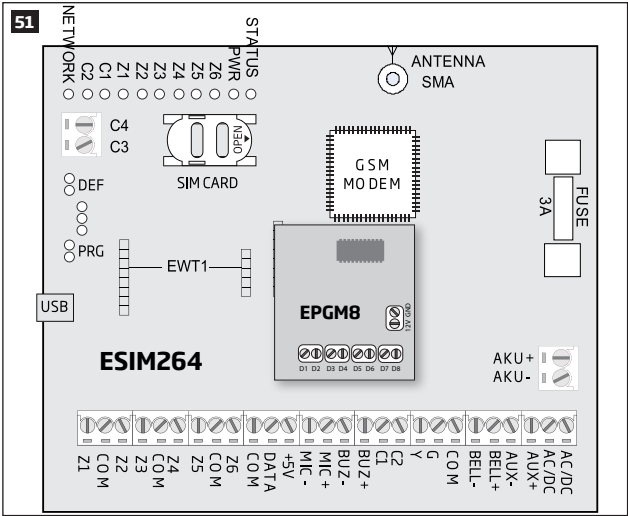 51
NETWORK
C2
C1
Z1
Z2
Z3
Z4
Z5
Z6
PWR
STATUS
ANTENNA
SMA
C4
C3
OPEN
SIM CARD
GSM
MODEM
FUSE
3A
DEF
PRG
EWT1
USB
EPGM8
12V GND
D1 D2 D3 D4 D5 D6 D7 D8
ESIM264
AKU+
AKU-
Z1
COM
Z2
Z3
COM
Z4
Z5
COM
Z6
COM
DATA
+5V
MIC -
MIC +
BUZ-
BUZ+
C1
C2
Y
G
COM
BELL-
BELL+
AUX-
AUX+
AC/DC
AC/DC